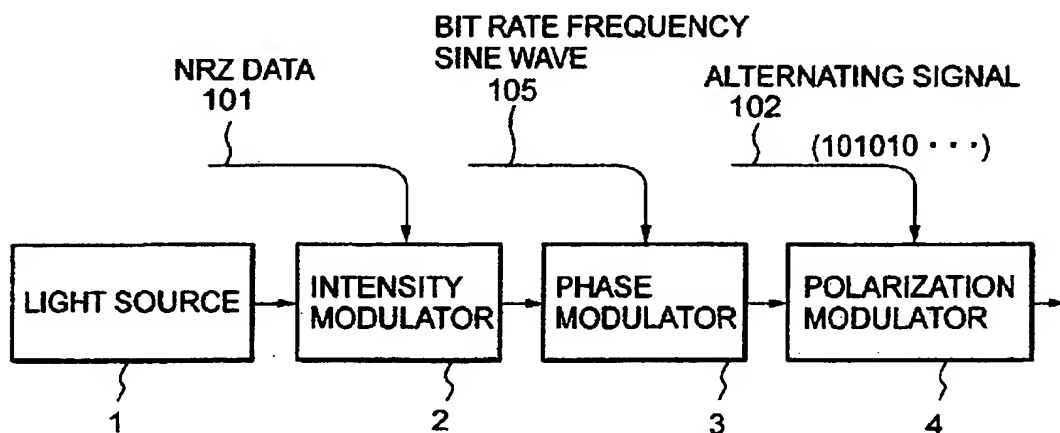 BIT RATE FREQUENCY
SINE WAVE
105
NRZ DATA
101
ALTERNATING SIGNAL
102
(101010 · · · )
LIGHT SOURCE
INTENSITY
MODULATOR
PHASE
MODULATOR
POLARIZATION
MODULATOR
1
2
3
4